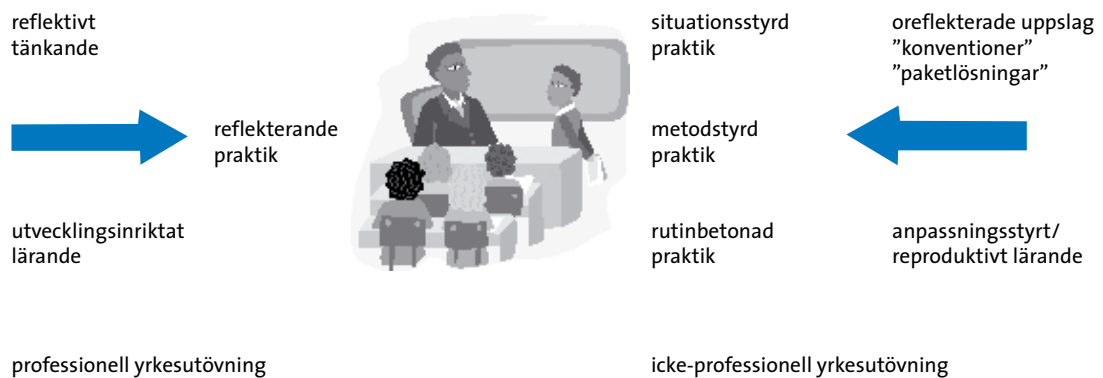 reflektivt
tänkande
situationsstyrd
praktik
oreflekterade uppslag
”konventioner”
”paketlösningar”
reflekterande
praktik
metodstyrd
praktik
utvecklingsinriktat
lärande
rutinbetonad
praktik
anpassningsstyrt/
reproduktivt lärande
professionell yrkesutövning
icke-professionell yrkesutövning